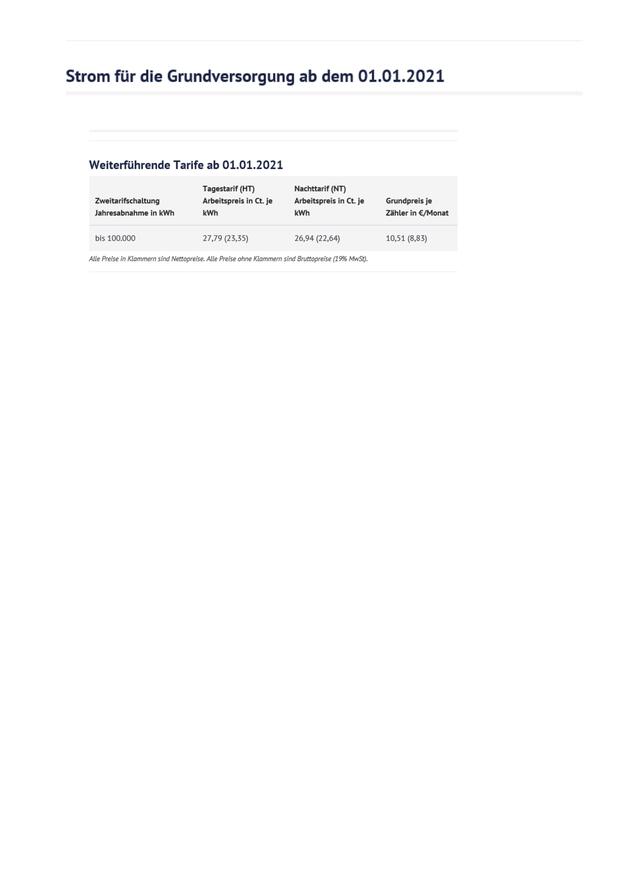 Strom für die Grundversorgung ab dem 01.01.2021
Weiterführende Tarife ab 01.01.2021
Zweitarifschaltung
Jahresabnahme in kWh
Tagestarif (HT)
Arbeitspreis in Ct. je
kWh
Nachttarif (NT)
Arbeitspreis in Ct. je
kWh
Grundpreis je
Zähler in €/Monat
bis 100.000 27,79 (23,35) 26,94 (22,64) 10,51 (8,83)
Alle Preise in Klammern sind Nettopreise. Alle Preise ohne Klammern sind Bruttopreise (19% MwSt).